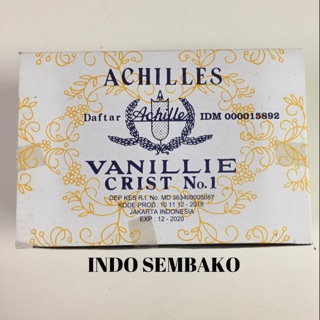 ACHILLES
A
Daftar Achilles IDM 000015892
VANILLIE
CRIST No.1
DEP KES R.I. No. MD 363469005087
KODE PROD. 10 11 12 - 2018
JAKARTA INDONESIA
EXP : 12 - 2020
INDO SEMBAKO